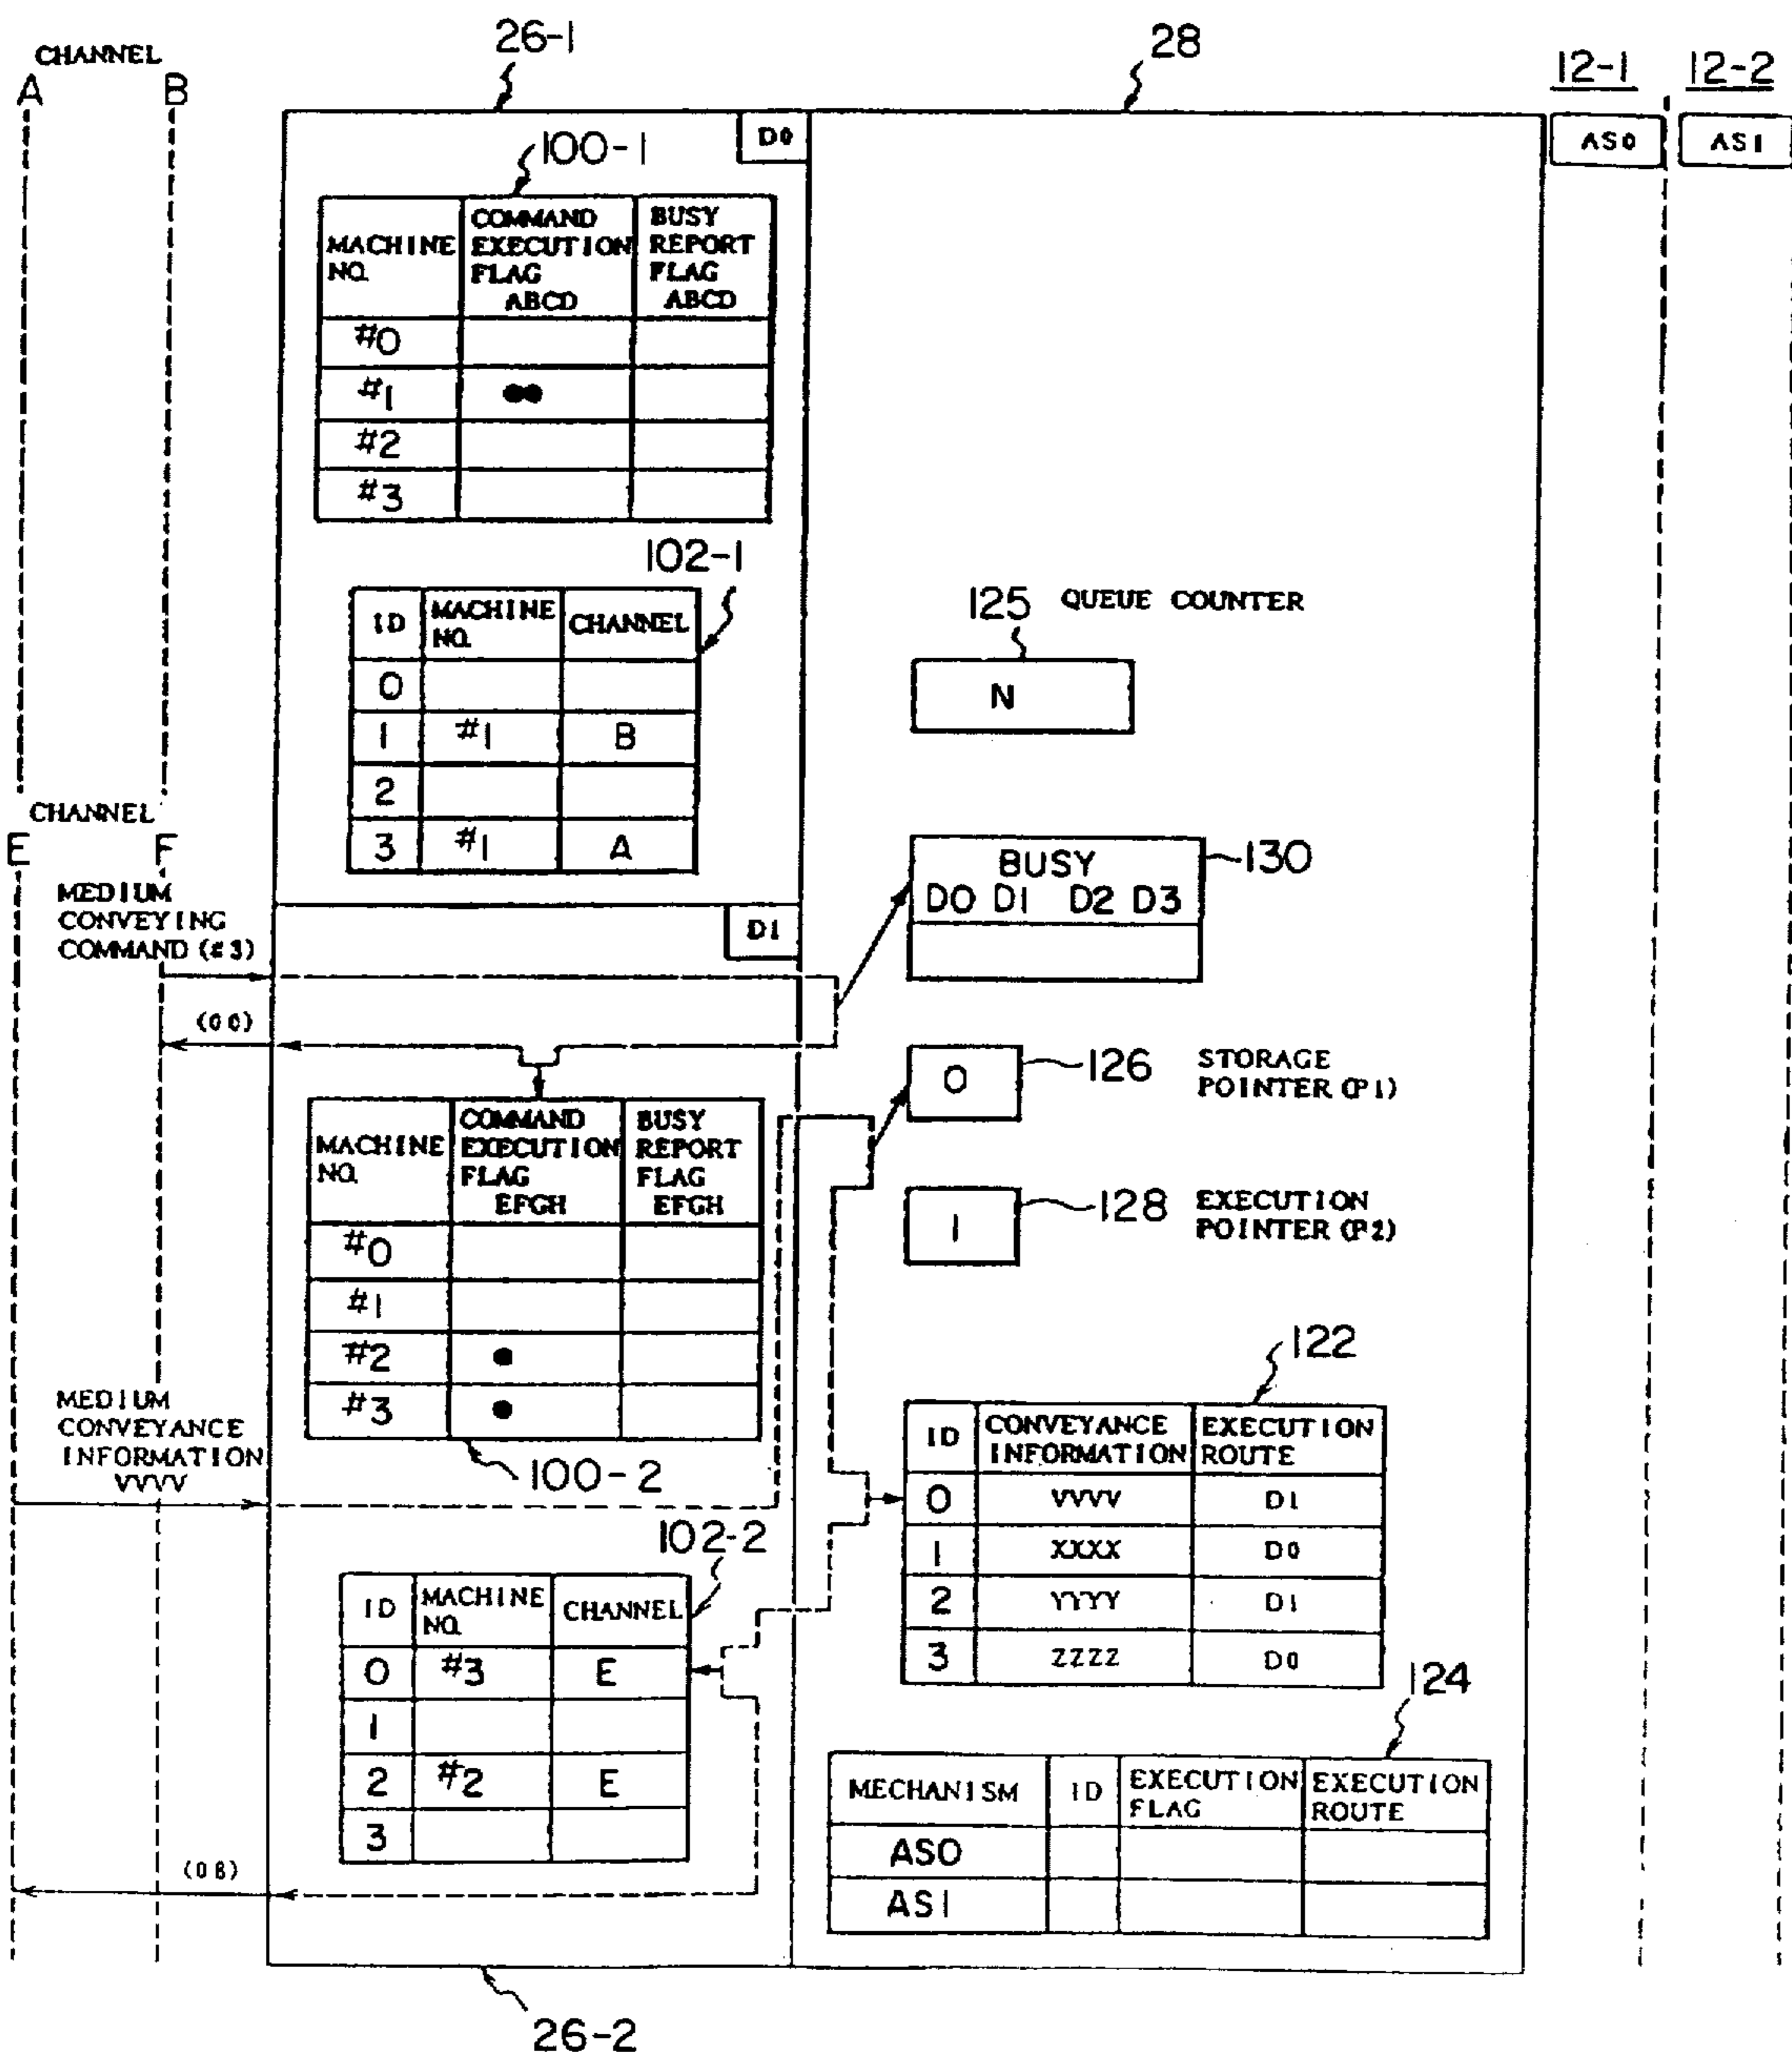 CHANNEL
A B
26-1
28
12-1
12-2
D0
AS0
AS1
100-1
MACHINE NO.
COMMAND EXECUTION FLAG ABCD
BUSY REPORT FLAG ABCD
#0
#1 ●●
#2
#3
102-1
ID
MACHINE NO.
CHANNEL
0
1 #1 B
2
3 #1 A
125 QUEUE COUNTER
N
CHANNEL
E F
MEDIUM
CONVEYING
COMMAND (#3)
D1
BUSY
D0 D1 D2 D3
130
(00)
0
126
STORAGE
POINTER (P1)
1
128
EXECUTION
POINTER (P2)
MACHINE NO.
COMMAND EXECUTION FLAG EFGH
BUSY REPORT FLAG EFGH
#0
#1
#2 ●
#3 ●
100-2
MEDIUM
CONVEYANCE
INFORMATION
VVVV
122
ID
CONVEYANCE INFORMATION
EXECUTION ROUTE
0 VVVV D1
1 XXXX D0
2 YYYY D1
3 ZZZZ D0
102-2
ID
MACHINE NO.
CHANNEL
0 #3 E
1
2 #2 E
3
(08)
124
MECHANISM
ID
EXECUTION FLAG
EXECUTION ROUTE
AS0
AS1
26-2